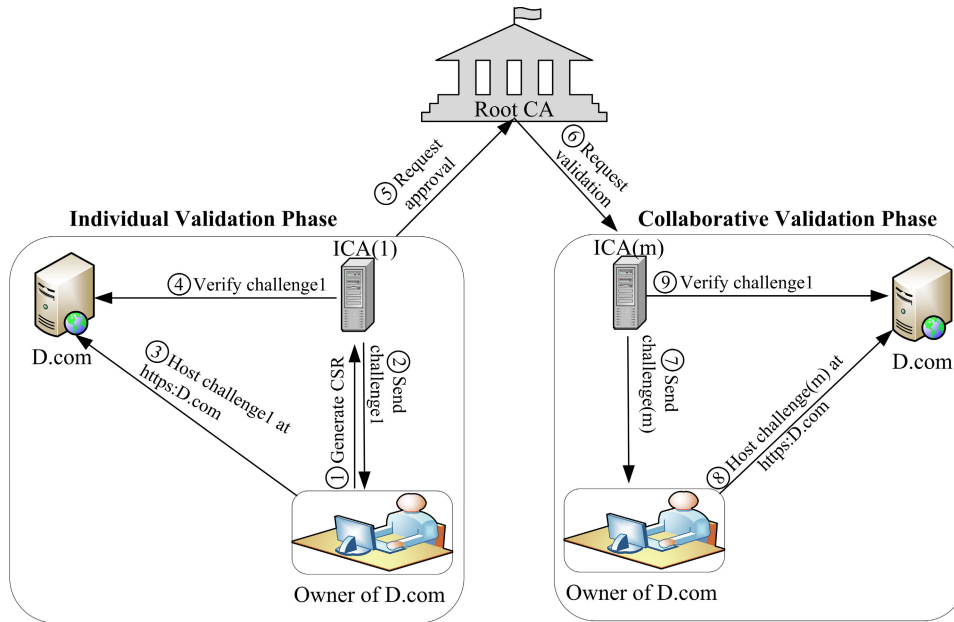 Root CA
⑤ Request
approval
⑥ Request
validation
Individual Validation Phase
Collaborative Validation Phase
ICA(1)
④ Verify challenge1
D.com
③ Host challenge1 at
https:D.com
① Generate CSR
② Send
challenge1
Owner of D.com
ICA(m)
⑨ Verify challenge1
D.com
⑦ Send
challenge(m)
⑧ Host challenge(m) at
https:D.com
Owner of D.com